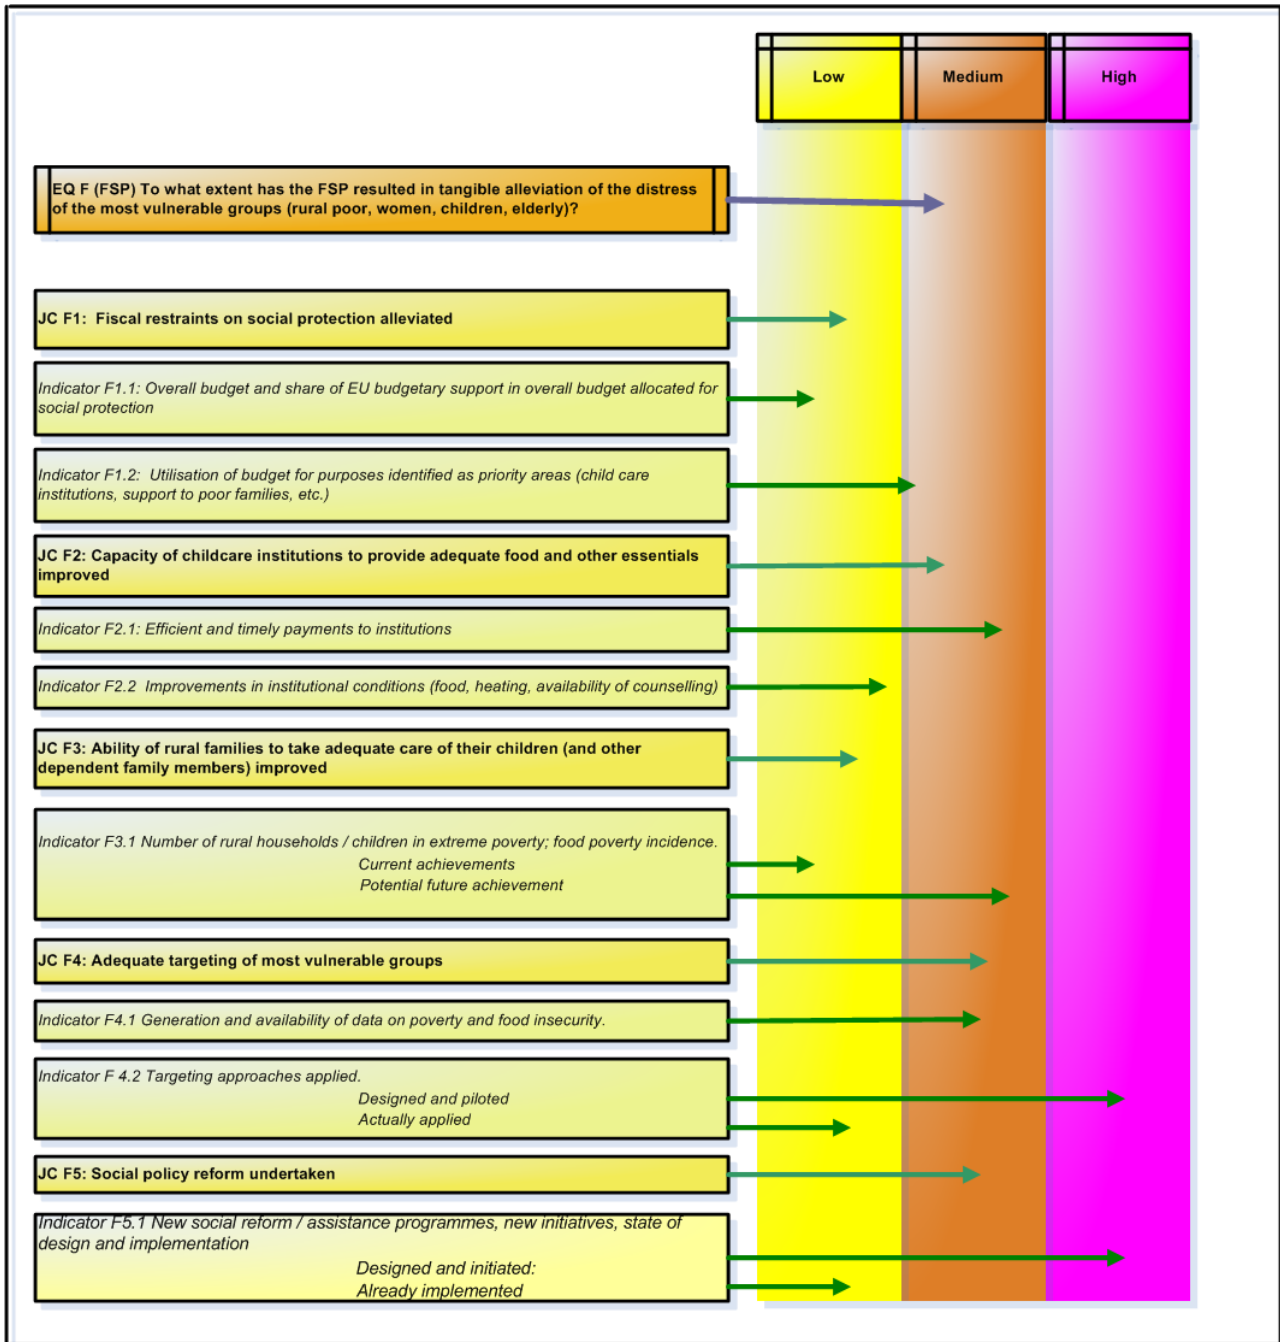 Low Medium High
EQ F (FSP) To what extent has the FSP resulted in tangible alleviation of the distress
of the most vulnerable groups (rural poor, women, children, elderly)?
JC F1:  Fiscal restraints on social protection alleviated
Indicator F1.1: Overall budget and share of EU budgetary support in overall budget allocated for
social protection
Indicator F1.2:  Utilisation of budget for purposes identified as priority areas (child care
institutions, support to poor families, etc.)
JC F2: Capacity of childcare institutions to provide adequate food and other essentials
improved
Indicator F2.1: Efficient and timely payments to institutions
Indicator F2.2  Improvements in institutional conditions (food, heating, availability of counselling)
JC F3: Ability of rural families to take adequate care of their children (and other
dependent family members) improved
Indicator F3.1 Number of rural households / children in extreme poverty; food poverty incidence.
Current achievements
Potential future achievement
JC F4: Adequate targeting of most vulnerable groups
Indicator F4.1 Generation and availability of data on poverty and food insecurity.
Indicator F 4.2 Targeting approaches applied.
Designed and piloted
Actually applied
JC F5: Social policy reform undertaken
Indicator F5.1 New social reform / assistance programmes, new initiatives, state of
design and implementation
Designed and initiated:
Already implemented